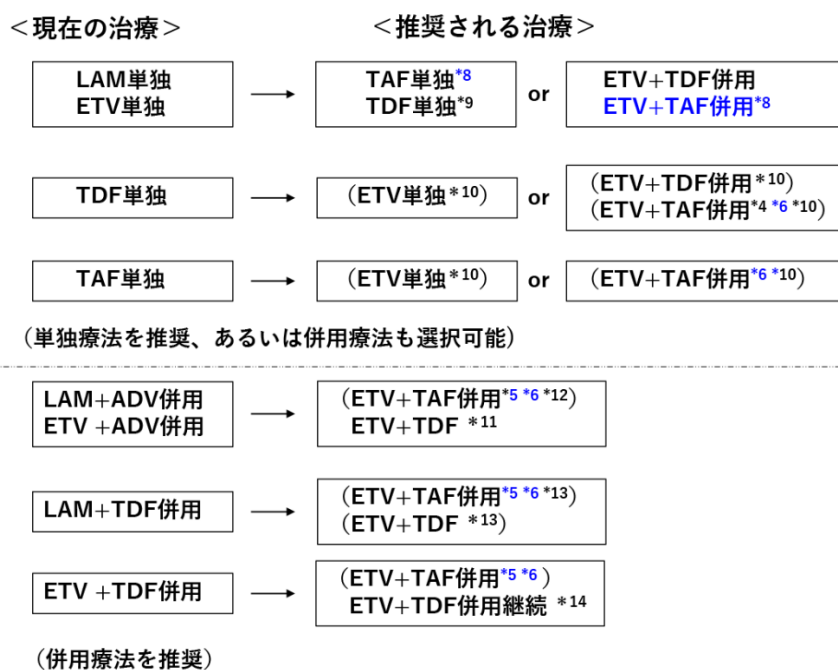 ＜現在の治療＞ ＜推奨される治療＞
LAM単独 TAF単独*8 ETV+TDF併用
ETV単独 TDF単独*9 or ETV+TAF併用*8
TDF単独 （ETV単独*10） or （ETV+TDF併用*10）
（ETV+TAF併用*4 *6 *10）
TAF単独 （ETV単独*10） or （ETV+TAF併用*6 *10）
（単独療法を推奨、あるいは併用療法も選択可能）
LAM+ADV併用 （ETV+TAF併用*5 *6 *12）
ETV +ADV併用 ETV+TDF *11
LAM+TDF併用 （ETV+TAF併用*5 *6 *13）
（ETV+TDF *13）
ETV +TDF併用 （ETV+TAF併用*5 *6）
ETV+TDF併用継続 *14
（併用療法を推奨）